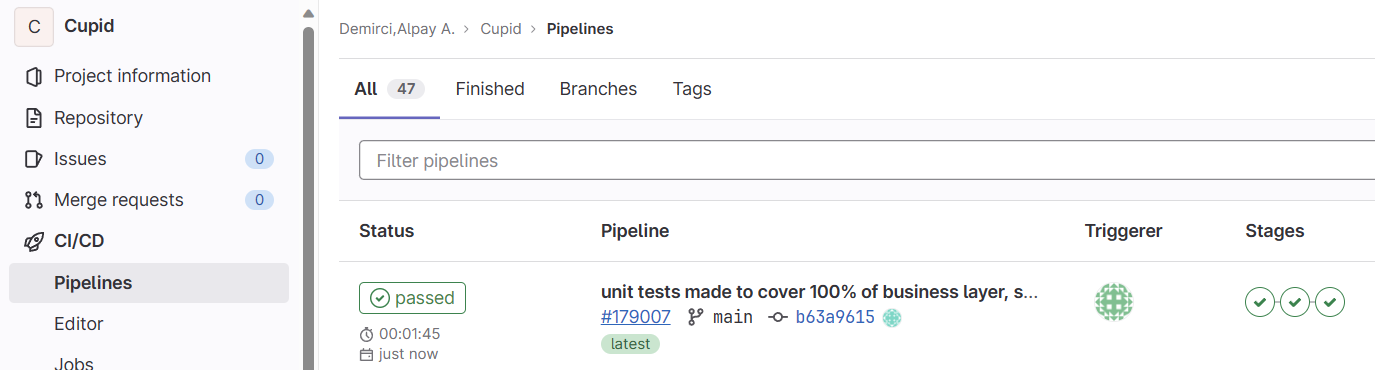 C Cupid
Project information
Repository
Issues 0
Merge requests 0
CI/CD
Pipelines
Editor
Jobs
Demirci,Alpay A. > Cupid > Pipelines
All 47 Finished Branches Tags
Filter pipelines
Status Pipeline Triggerer Stages
passed
00:01:45
just now
unit tests made to cover 100% of business layer, s...
#179007 main b63a9615
latest